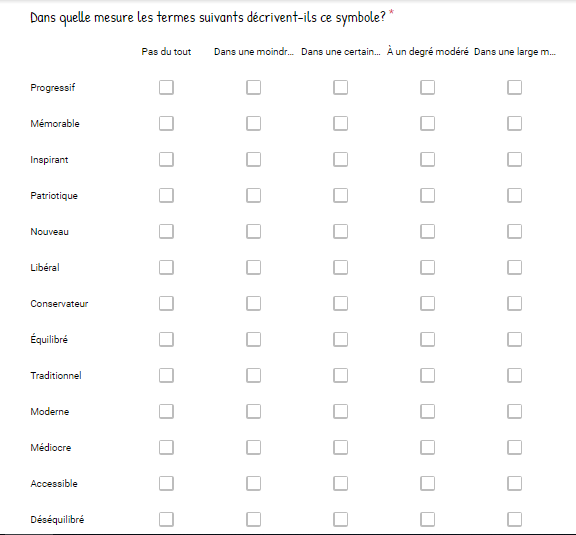 Dans quelle mesure les termes suivants décrivent-ils ce symbole? *
Pas du tout Dans une moindr... Dans une certain... À un degré modéré Dans une large m...
Progressif
Mémorable
Inspirant
Patriotique
Nouveau
Libéral
Conservateur
Équilibré
Traditionnel
Moderne
Médiocre
Accessible
Déséquilibré